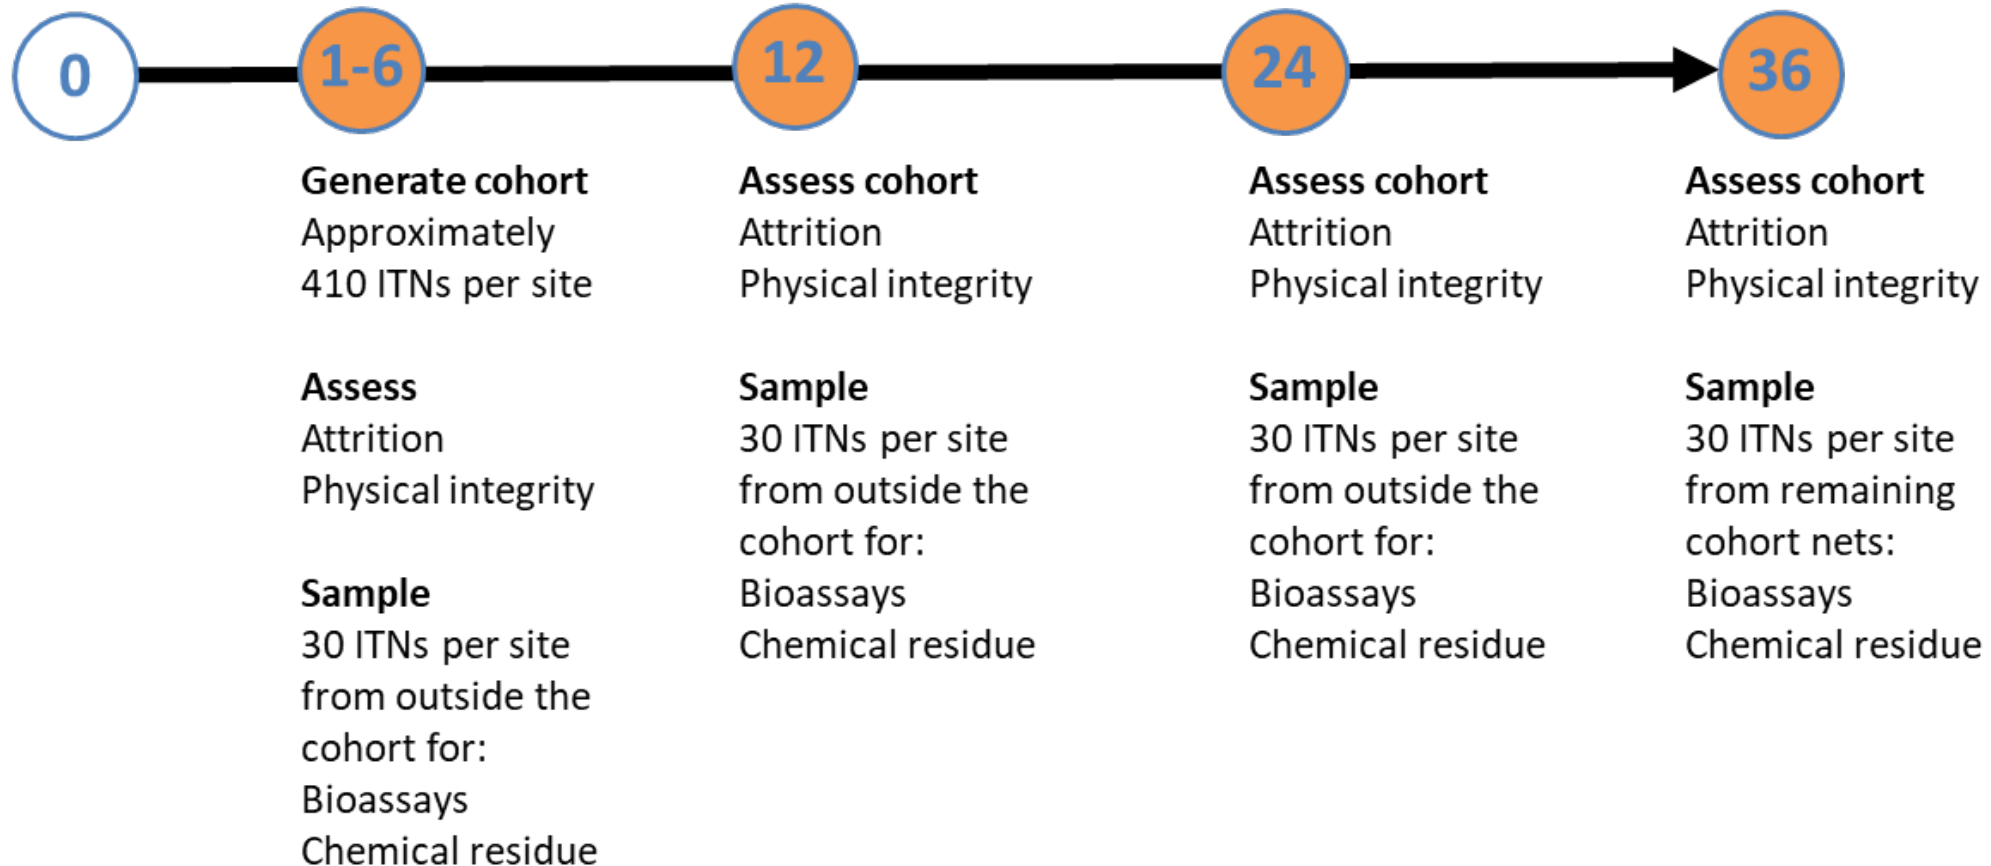 0
1-6
12
24
36
Generate cohort
Approximately
410 ITNs per site
Assess
Attrition
Physical integrity
Sample
30 ITNs per site
from outside the
cohort for:
Bioassays
Chemical residue
Assess cohort
Attrition
Physical integrity
Sample
30 ITNs per site
from outside the
cohort for:
Bioassays
Chemical residue
Assess cohort
Attrition
Physical integrity
Sample
30 ITNs per site
from outside the
cohort for:
Bioassays
Chemical residue
Assess cohort
Attrition
Physical integrity
Sample
30 ITNs per site
from remaining
cohort nets:
Bioassays
Chemical residue